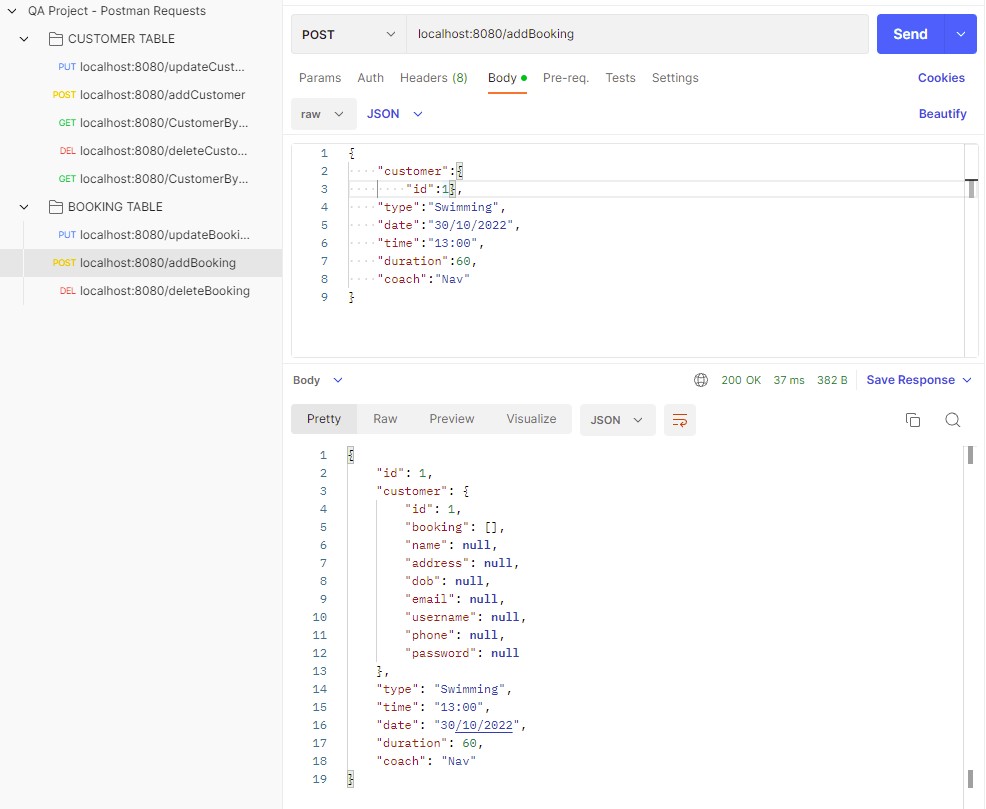 QA Project - Postman Requests
CUSTOMER TABLE
PUT localhost:8080/updateCust...
POST localhost:8080/addCustomer
GET localhost:8080/CustomerBy...
DEL localhost:8080/deleteCusto...
GET localhost:8080/CustomerBy...
BOOKING TABLE
PUT localhost:8080/updateBooki...
POST localhost:8080/addBooking
DEL localhost:8080/deleteBooking
POST localhost:8080/addBooking Send
Params Auth Headers (8) Body Pre-req. Tests Settings Cookies
raw JSON Beautify
1 {
2 "customer":{
3 "id":1},
4 "type":"Swimming",
5 "date":"30/10/2022",
6 "time":"13:00",
7 "duration":60,
8 "coach":"Nav"
9 }
Body 200 OK 37 ms 382 B Save Response
Pretty Raw Preview Visualize JSON
1 {
2 "id": 1,
3 "customer": {
4 "id": 1,
5 "booking": [],
6 "name": null,
7 "address": null,
8 "dob": null,
9 "email": null,
10 "username": null,
11 "phone": null,
12 "password": null
13 },
14 "type": "Swimming",
15 "time": "13:00",
16 "date": "30/10/2022",
17 "duration": 60,
18 "coach": "Nav"
19 }